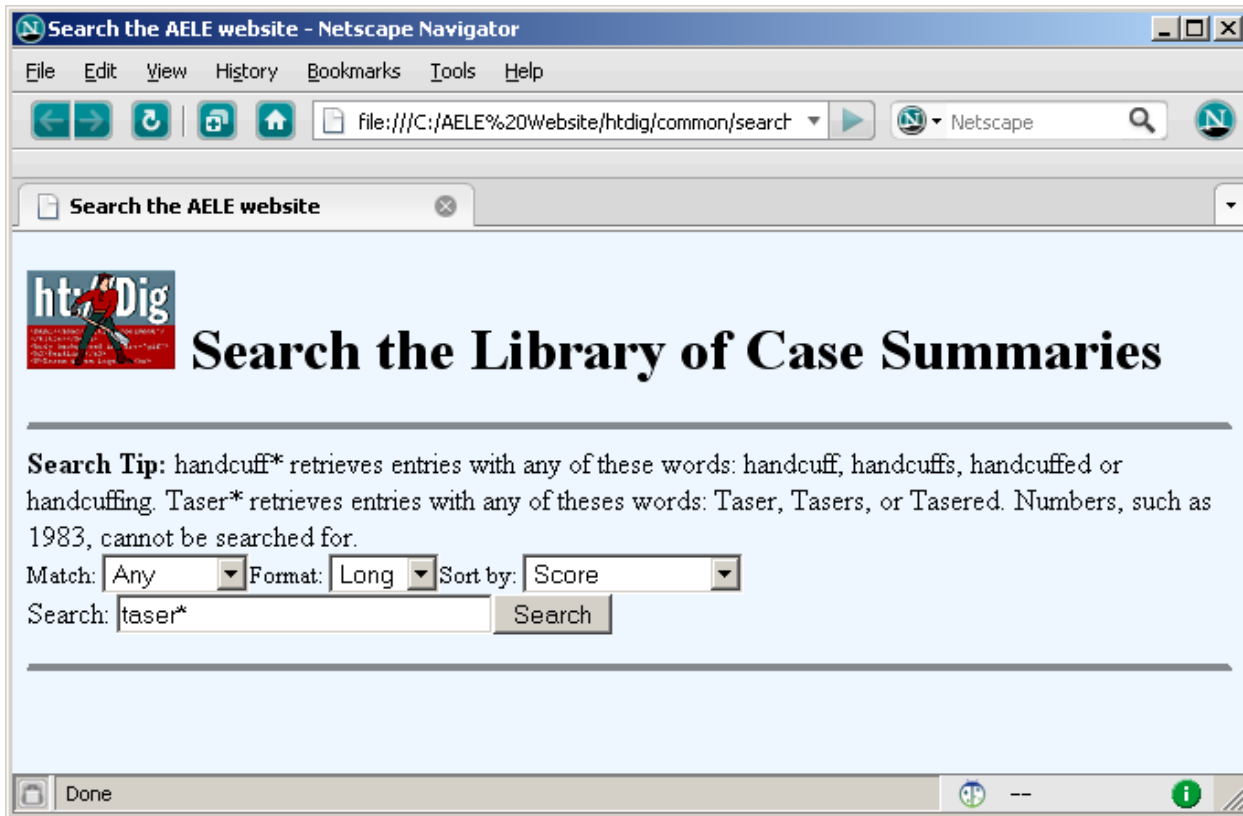 Search the AELE website - Netscape Navigator
File Edit View History Bookmarks Tools Help
file:///C:/AELE%20Website/htdig/common/search Netscape
Search the AELE website
ht://Dig
Search the Library of Case Summaries
Search Tip: handcuff* retrieves entries with any of these words: handcuff, handcuffs, handcuffed or
handcuffing. Taser* retrieves entries with any of theses words: Taser, Tasers, or Tasered. Numbers, such as
1983, cannot be searched for.
Match: Any Format: Long Sort by: Score
Search: taser* Search
Done --